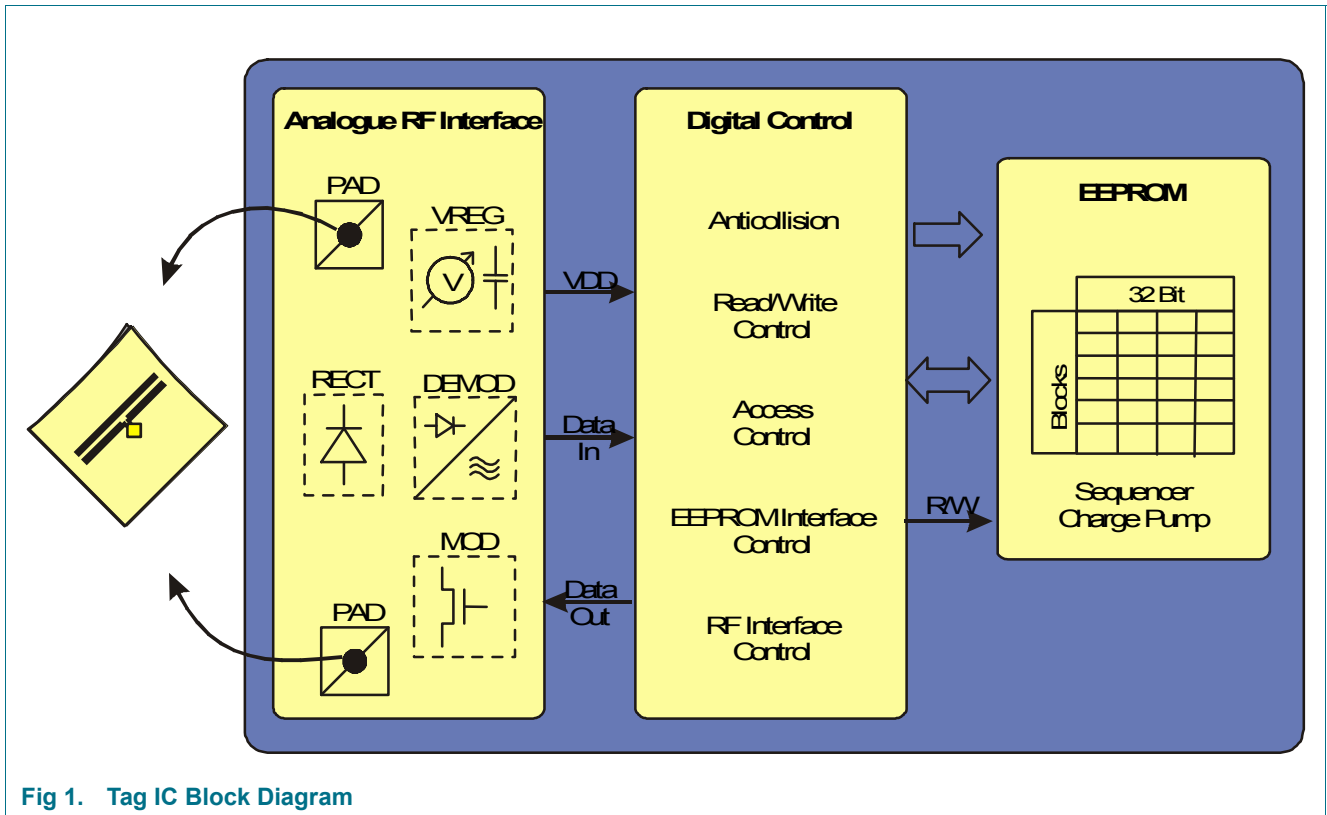 Analogue RF Interface
PAD
VREG
V
RECT
DEMOD
MOD
PAD
VDD
Data
In
Data
Out
Digital Control
Anticollision
Read/Write
Control
Access
Control
EEPROM Interface
Control
RF Interface
Control
R/W
EEPROM
32 Bit
Blocks
Sequencer
Charge Pump
Fig 1. Tag IC Block Diagram